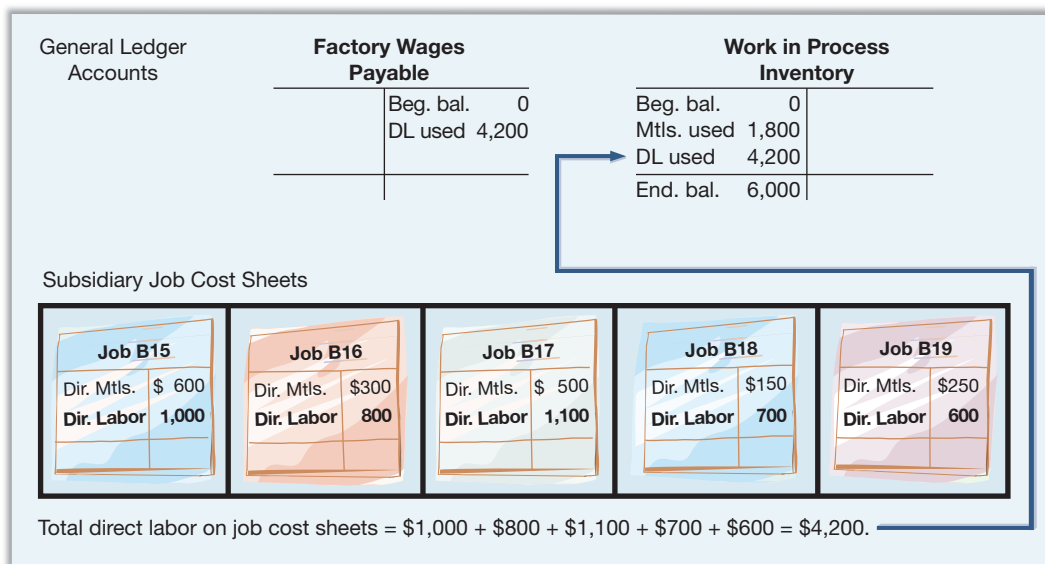 General Ledger
Accounts
Factory Wages
Payable
Beg. bal. 0
DL used 4,200
Work in Process
Inventory
Beg. bal. 0
Mtls. used 1,800
DL used 4,200
End. bal. 6,000
Subsidiary Job Cost Sheets
Job B15
Dir. Mtls. $ 600
Dir. Labor 1,000
Job B16
Dir. Mtls. $300
Dir. Labor 800
Job B17
Dir. Mtls. $ 500
Dir. Labor 1,100
Job B18
Dir. Mtls. $150
Dir. Labor 700
Job B19
Dir. Mtls. $250
Dir. Labor 600
Total direct labor on job cost sheets = $1,000 + $800 + $1,100 + $700 + $600 = $4,200.